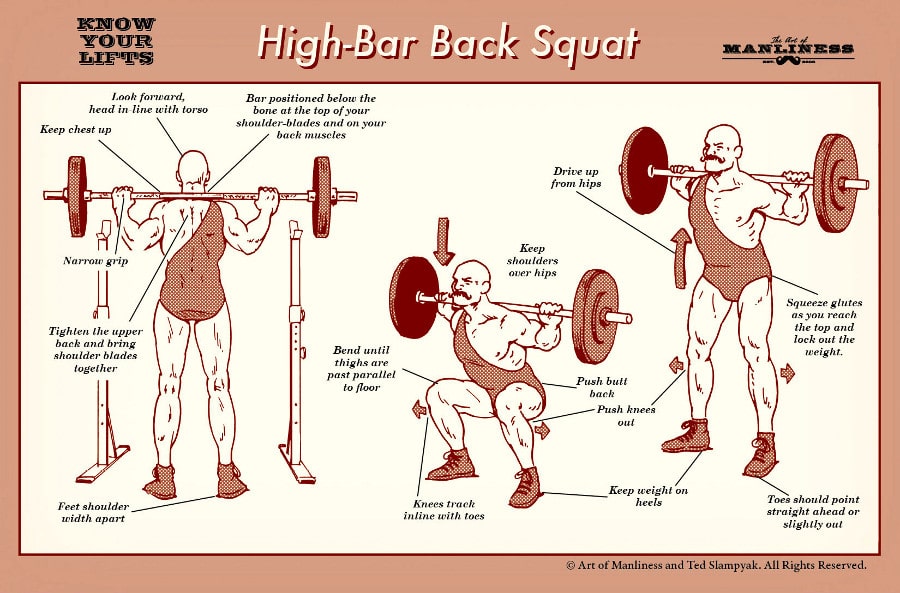 KNOW
YOUR
LIFTS
High-Bar Back Squat
The Art of
MANLINESS
Look forward,
head in-line with torso
Bar positioned below the
bone at the top of your
shoulder-blades and on your
back muscles
Keep chest up
Narrow grip
Tighten the upper
back and bring
shoulder blades
together
Feet shoulder
width apart
Keep
shoulders
over hips
Bend until
thighs are
past parallel
to floor
Push butt
back
Push knees
out
Knees track
inline with toes
Keep weight on
heels
Drive up
from hips
Squeeze glutes
as you reach
the top and
lock out the
weight.
Toes should point
straight ahead or
slightly out
© Art of Manliness and Ted Slampyak. All Rights Reserved.